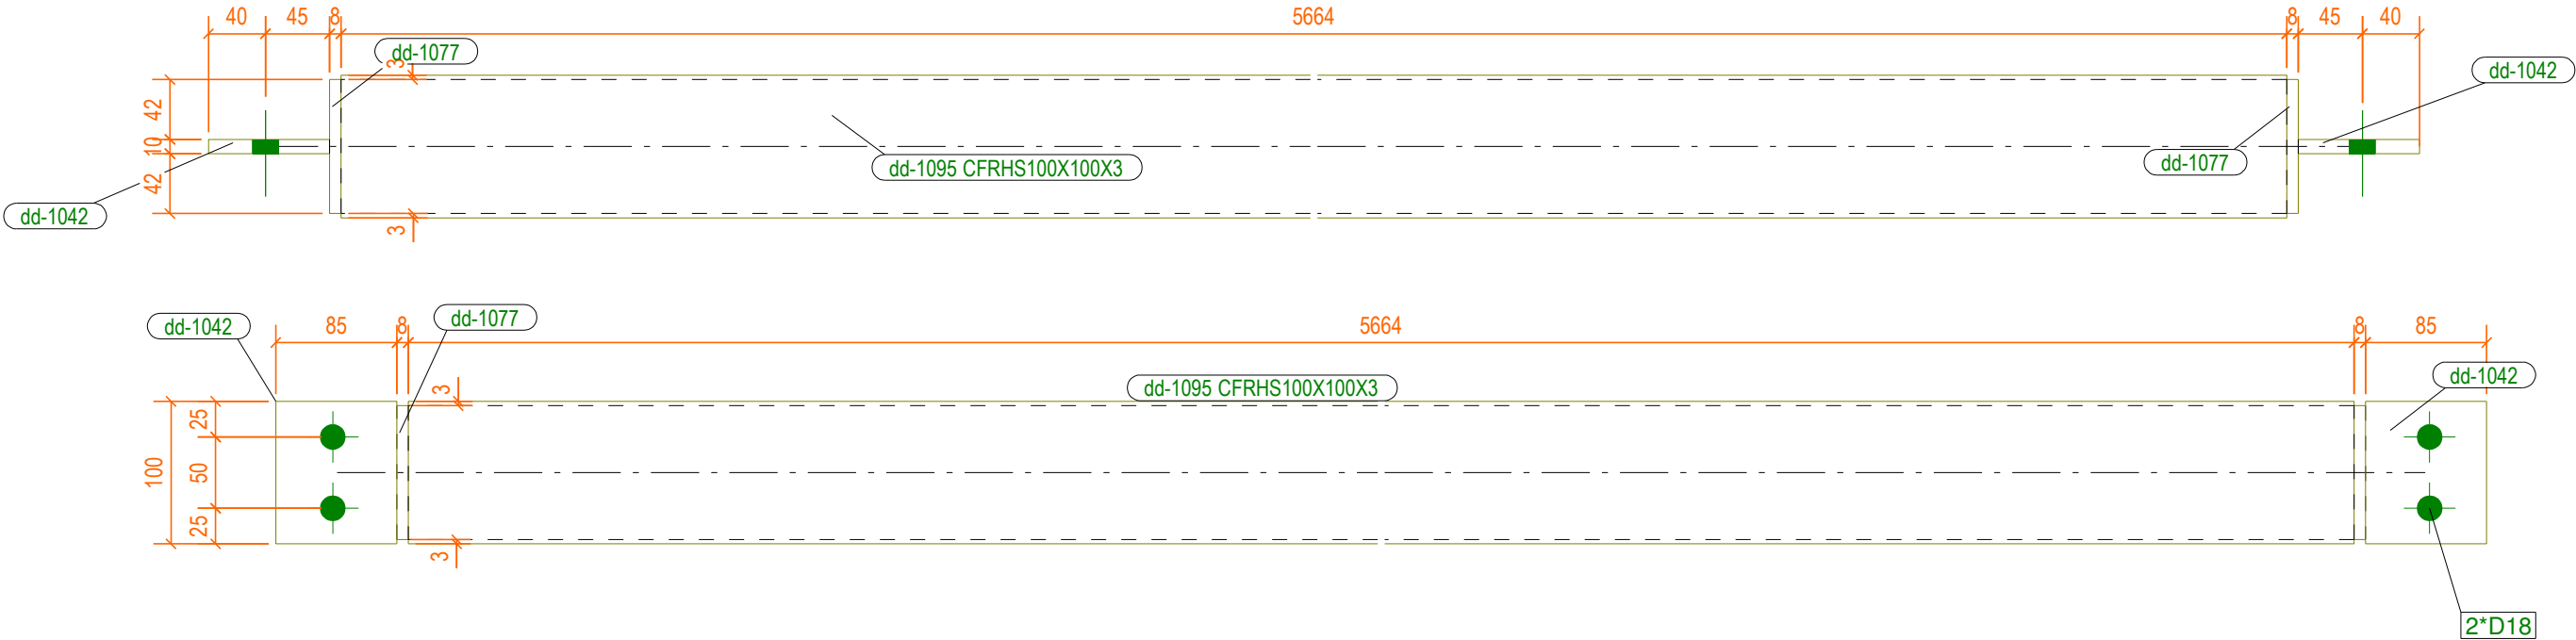 40 45 8 5664 8 45 40
dd-1077
3
dd-1042
42
10
42
dd-1095 CFRHS100X100X3
dd-1077
dd-1042
3
dd-1042
85 8 dd-1077 5664 8 85
dd-1042
3
dd-1095 CFRHS100X100X3
25
50
25
100
3
2*D18